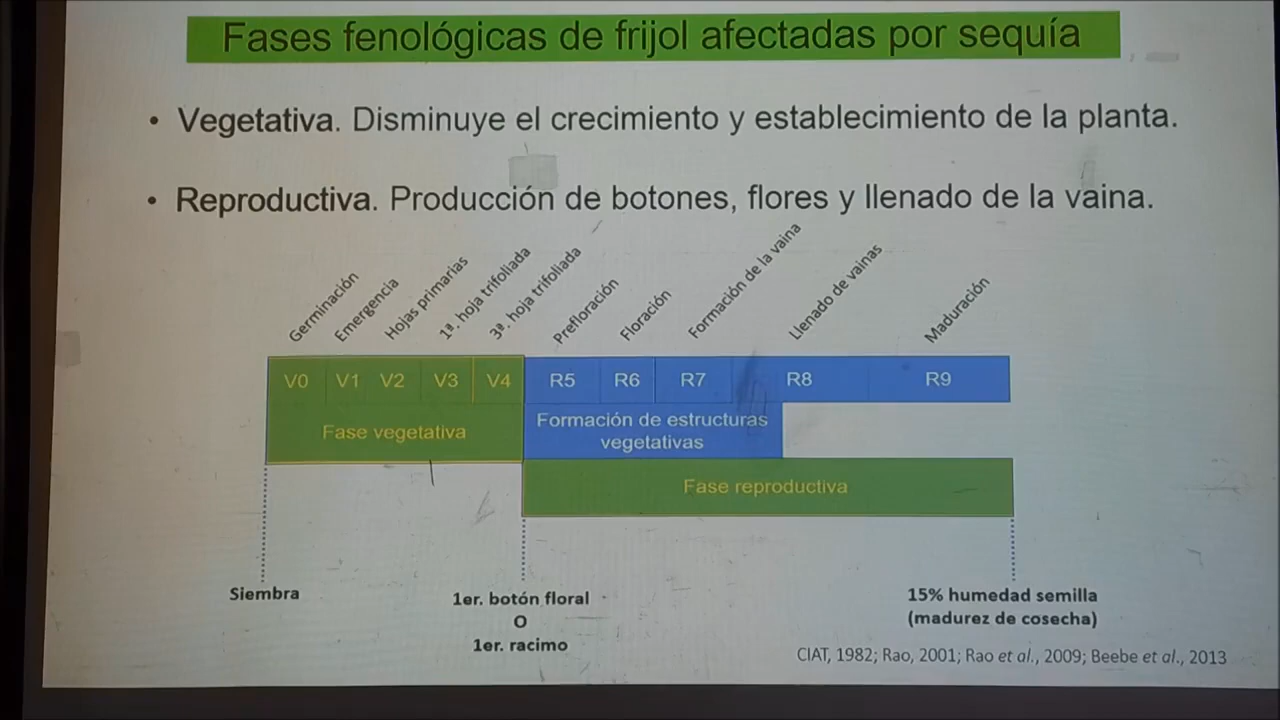 Fases fenológicas de frijol afectadas por sequía
• Vegetativa. Disminuye el crecimiento y establecimiento de la planta.
• Reproductiva. Producción de botones, flores y llenado de la vaina.
Germinación
Emergencia
Hojas primarias
1ª. hoja trifoliada
3ª. hoja trifoliada
Prefloración
Floración
Formación de la vaina
Llenado de vainas
Maduración
V0 V1 V2 V3 V4 R5 R6 R7 R8 R9
Fase vegetativa
Formación de estructuras
vegetativas
Fase reproductiva
Siembra
1er. botón floral
O
1er. racimo
15% humedad semilla
(madurez de cosecha)
CIAT, 1982; Rao, 2001; Rao et al., 2009; Beebe et al., 2013